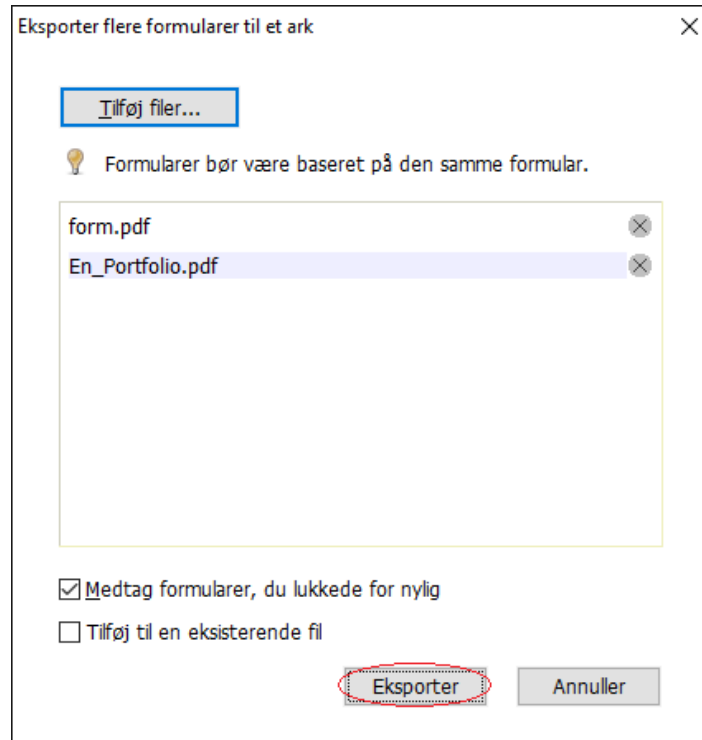 Eksporter flere formularer til et ark
Tilføj filer...
Formularer bør være baseret på den samme formular.
form.pdf
En_Portfolio.pdf
Medtag formularer, du lukkede for nylig
Tilføj til en eksisterende fil
Eksporter Annuller